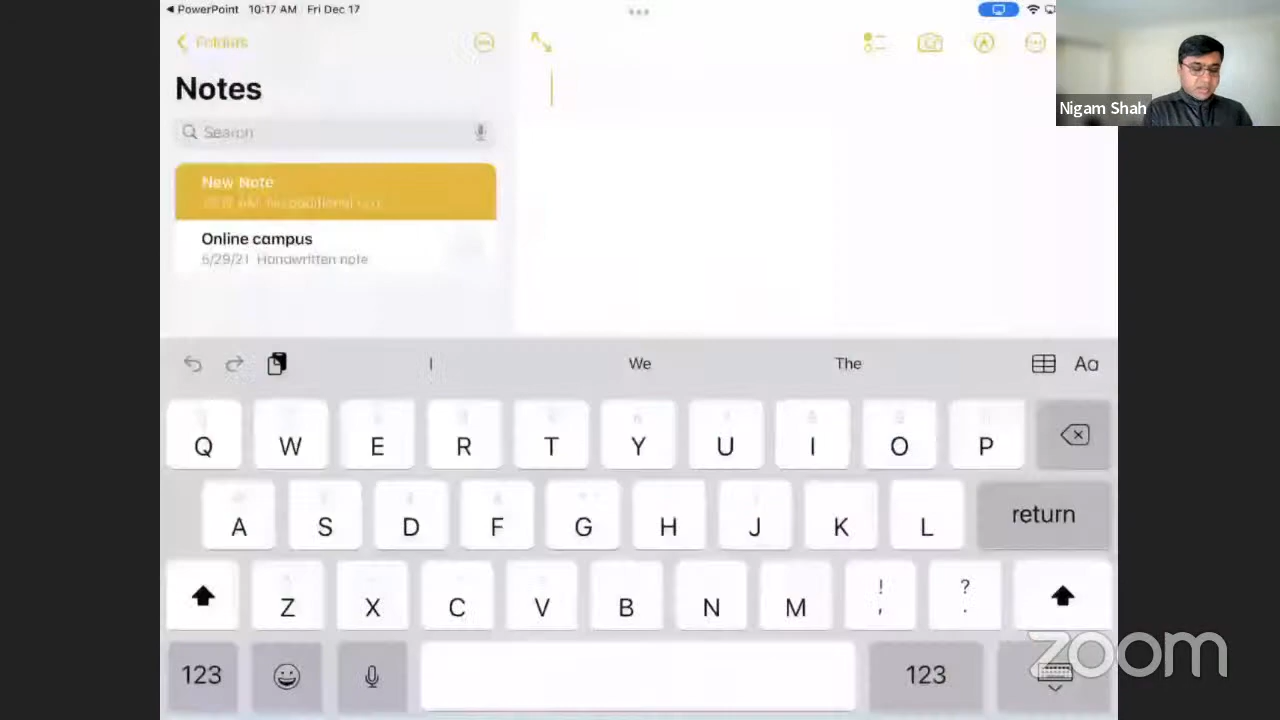 PowerPoint 10:17 AM Fri Dec 17
Folders
Notes
Search
New Note
Online campus
6/29/21 Handwritten note
Nigam Shah
I We The Aa
Q W E R T Y U I O P
A S D F G H J K L return
Z X C V B N M ! , ? .
123 123
zoom